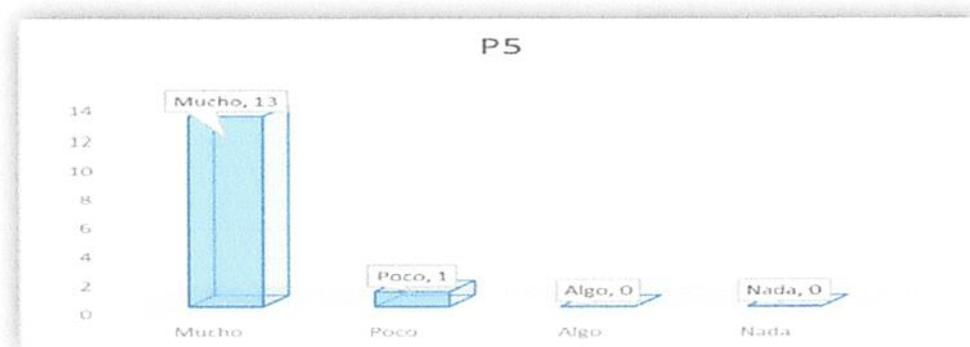 P5
Mucho, 13
14
12
10
8
6
4
2
0
Poco, 1
Algo, 0
Nada, 0
Mucho
Poco
Algo
Nada